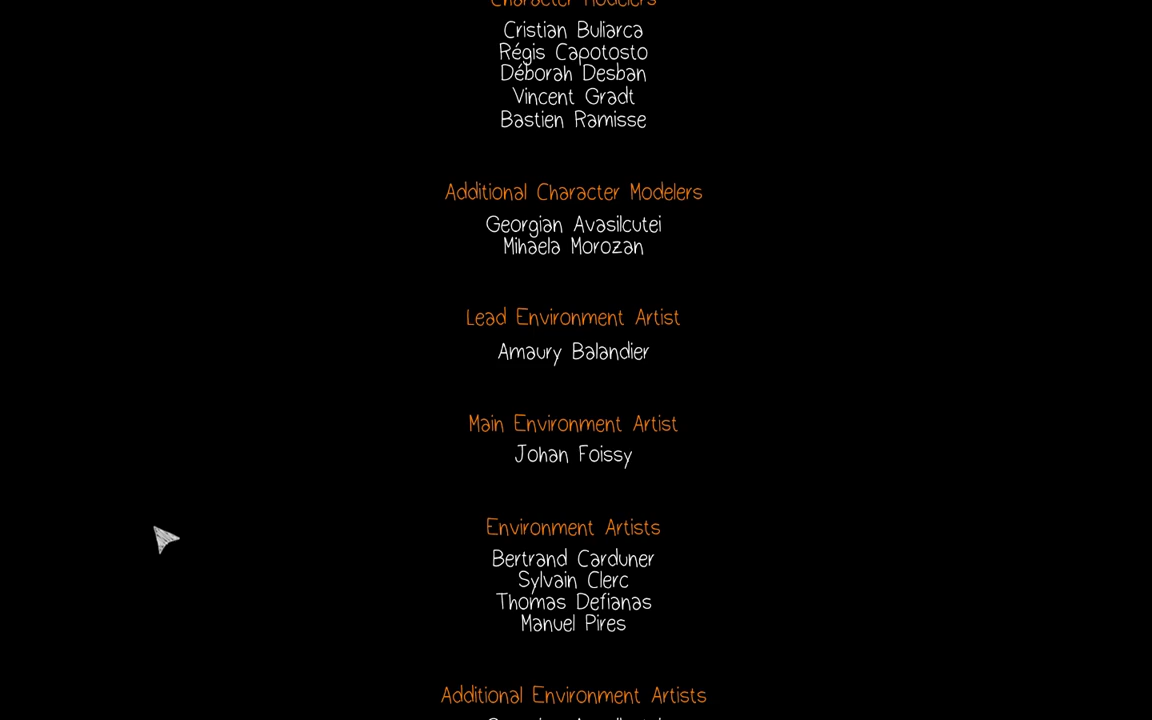 Character Modelers
Cristian Buliarca
Régis Capotosto
Déborah Desban
Vincent Gradt
Bastien Ramisse
Additional Character Modelers
Georgian Avasilcutei
Mihaela Morozan
Lead Environment Artist
Amaury Balandier
Main Environment Artist
Johan Foissy
Environment Artists
Bertrand Carduner
Sylvain Clerc
Thomas Defianas
Manuel Pires
Additional Environment Artists